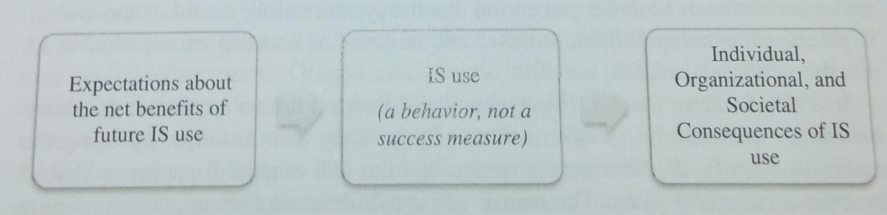 Expectations about
the net benefits of
future IS use
IS use
(a behavior, not a
success measure)
Individual,
Organizational, and
Societal
Consequences of IS
use